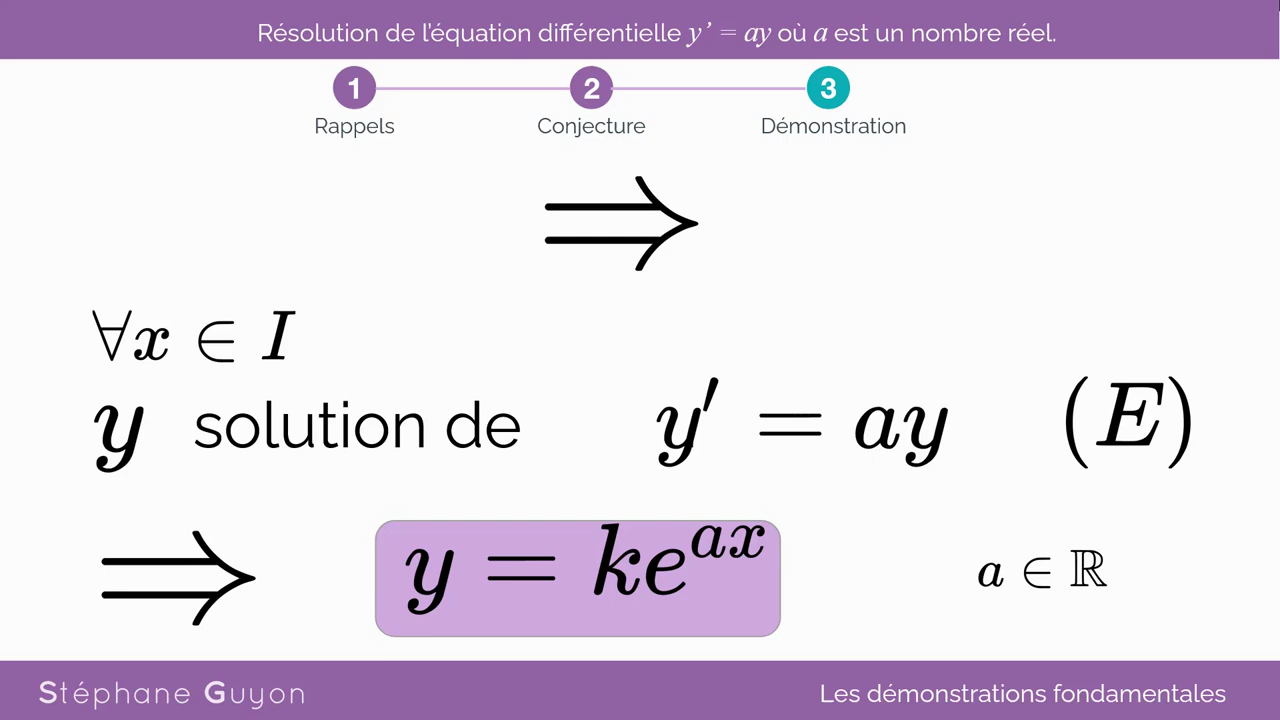 Résolution de l'équation différentielle y' = ay où a est un nombre réel.
1 2 3
Rappels Conjecture Démonstration
⇒
∀x ∈ I
y solution de y′ = ay (E)
⇒ y = ke^{ax} a ∈ ℝ
Stéphane Guyon Les démonstrations fondamentales